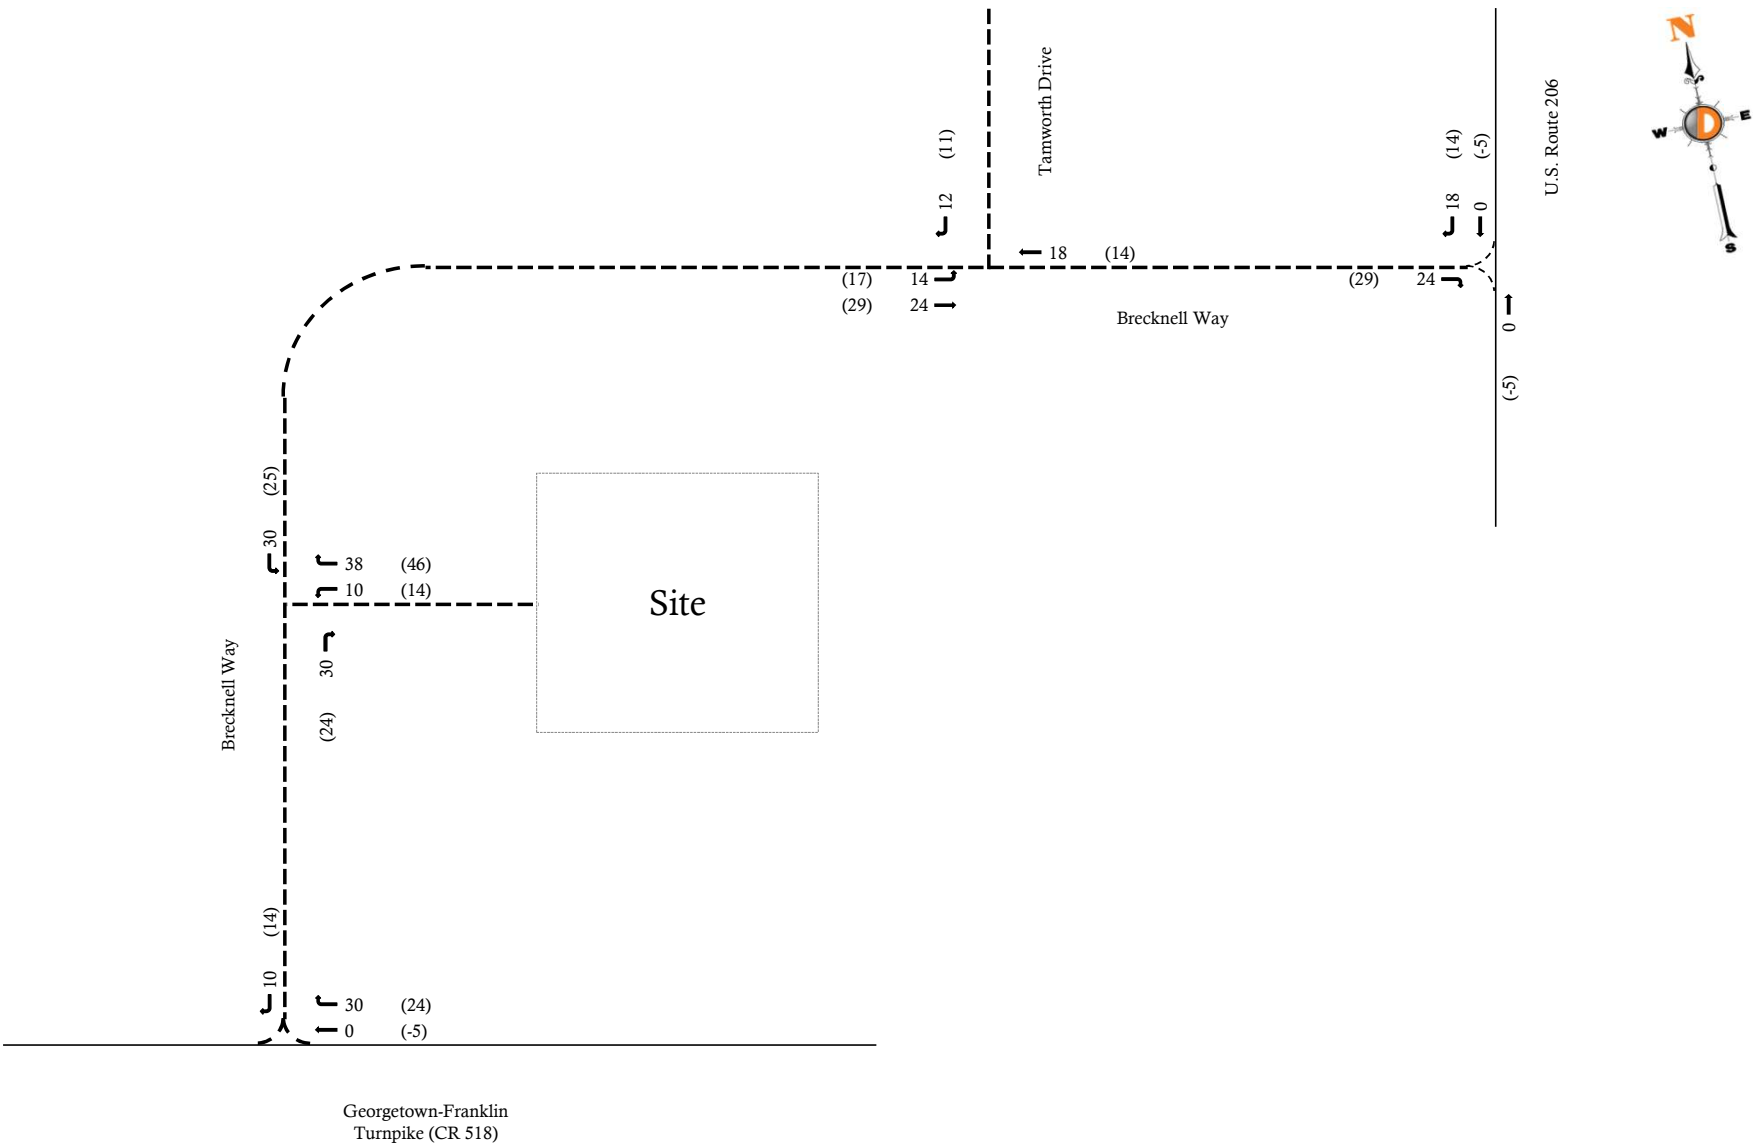 N
W
E
S
D
Tamworth Drive
U.S. Route 206
(11)
12
(14)
(-5)
18
0
18 (14)
(17) 14
(29) 24
(29) 24
Brecknell Way
0
(-5)
(25)
30
38 (46)
10 (14)
Site
30
(24)
Brecknell Way
(14)
10
30 (24)
0 (-5)
Georgetown-Franklin
Turnpike (CR 518)